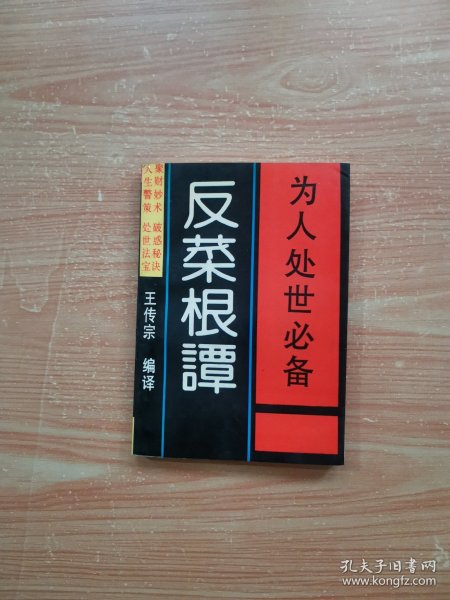 为人处世必备
反菜根譚
聚财妙术 破惑秘诀
人生警策 处世法宝
王传宗 编译
孔夫子旧书网
www.kongfz.com